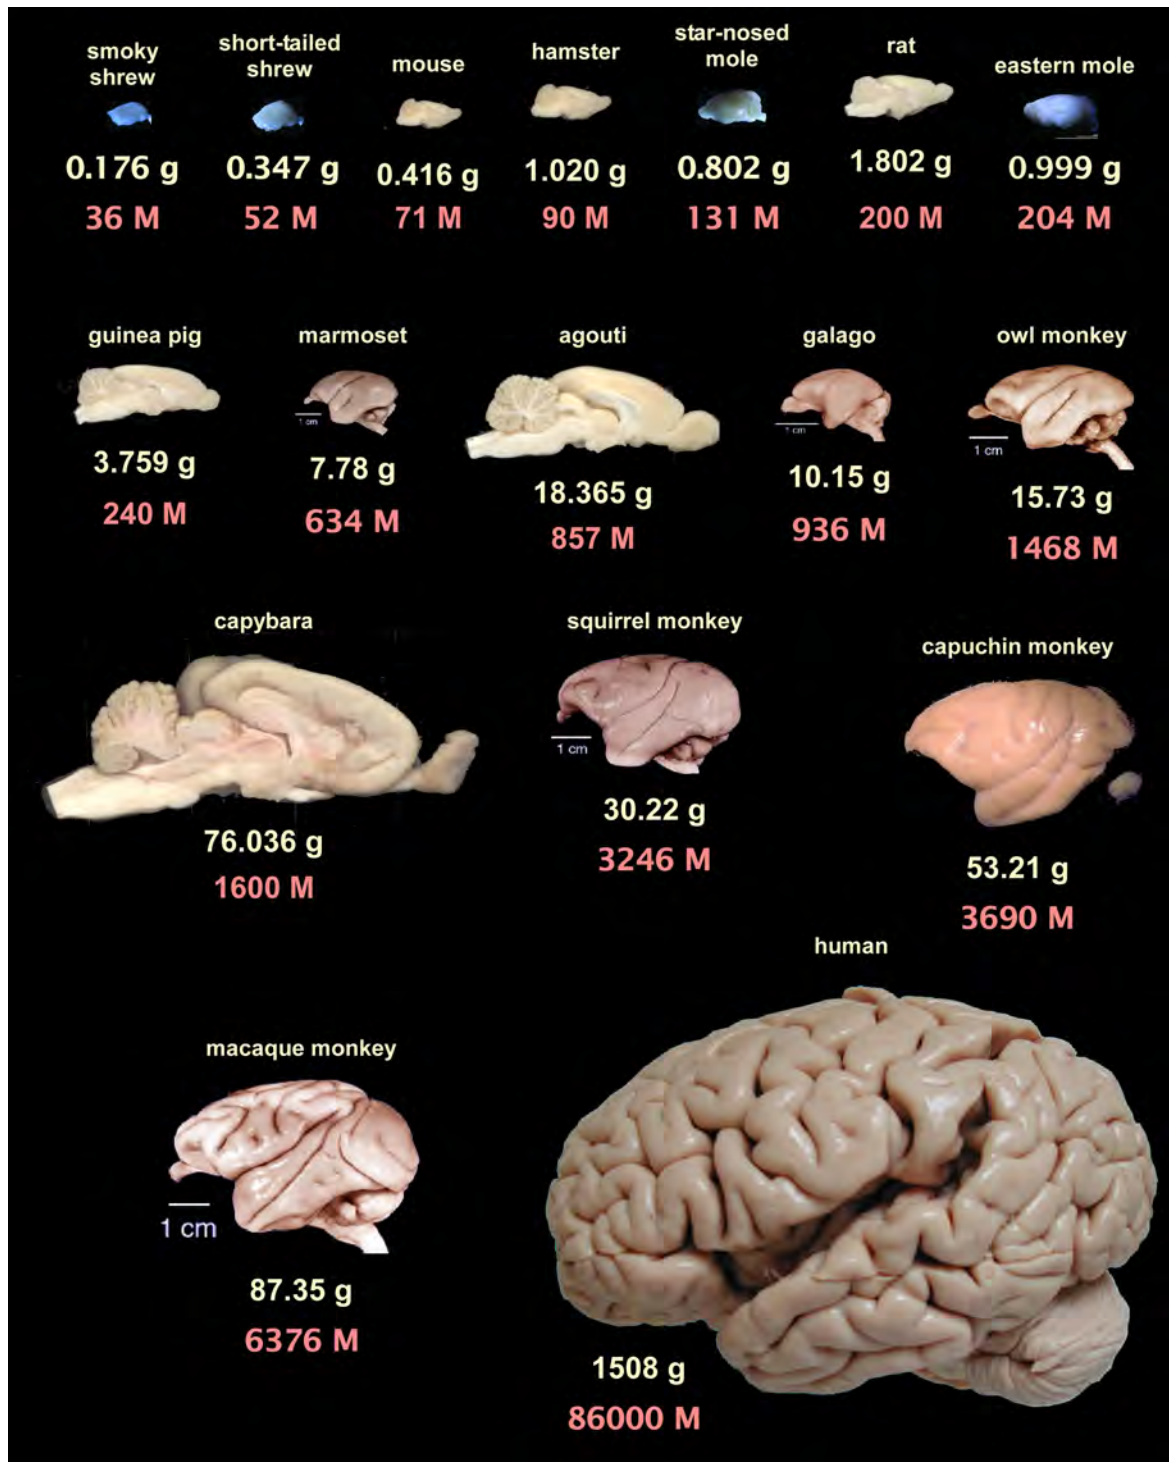 smoky
shrew
short-tailed
shrew
mouse
hamster
star-nosed
mole
rat
eastern mole
0.176 g
0.347 g
0.416 g
1.020 g
0.802 g
1.802 g
0.999 g
36 M
52 M
71 M
90 M
131 M
200 M
204 M
guinea pig
marmoset
agouti
galago
owl monkey
1 cm
1 cm
1 cm
3.759 g
7.78 g
18.365 g
10.15 g
15.73 g
240 M
634 M
857 M
936 M
1468 M
capybara
squirrel monkey
capuchin monkey
1 cm
76.036 g
30.22 g
53.21 g
1600 M
3246 M
3690 M
human
macaque monkey
1 cm
87.35 g
6376 M
1508 g
86000 M